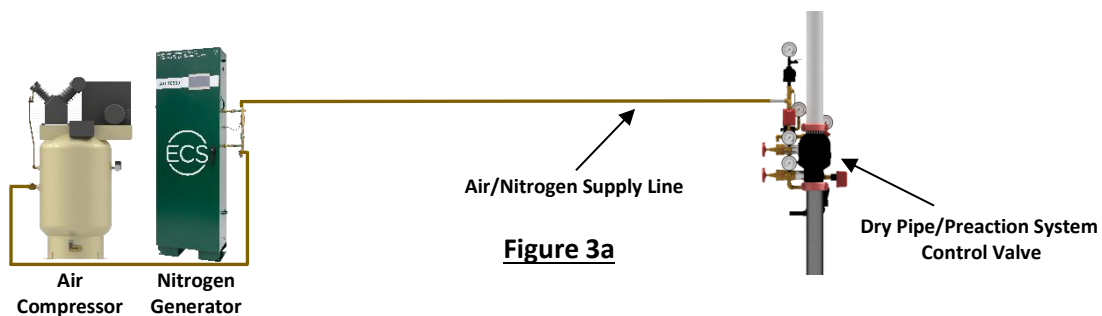 ECS
Air/Nitrogen Supply Line
Dry Pipe/Preaction System
Control Valve
Figure 3a
Air
Compressor
Nitrogen
Generator